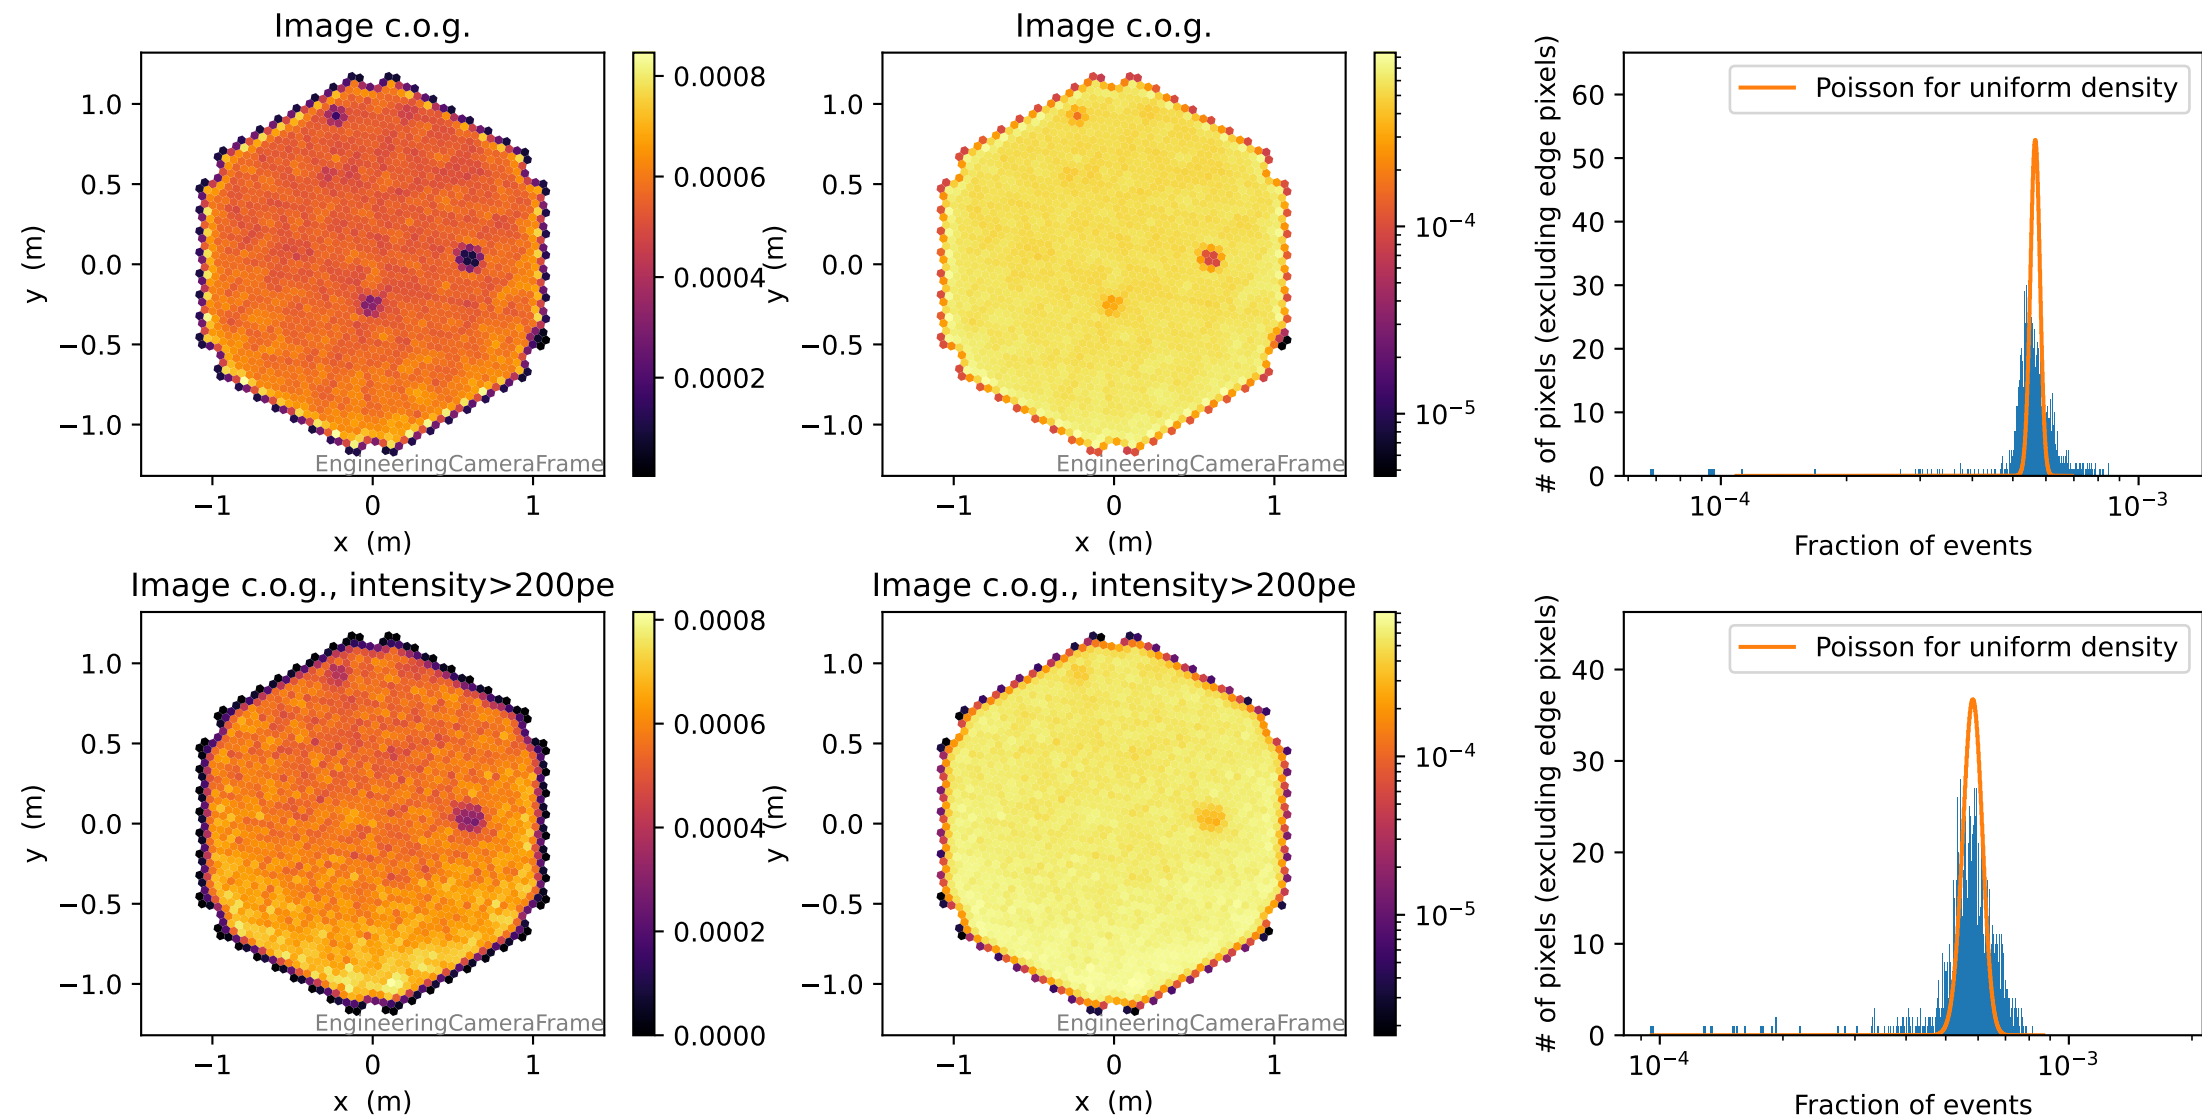 Image c.o.g.
y (m)
1.0
0.5
0.0
−0.5
−1.0
−1
0
1
x (m)
EngineeringCameraFrame
0.0008
0.0006
0.0004
0.0002
Image c.o.g.
y (m)
1.0
0.5
0.0
−0.5
−1.0
−1
0
1
x (m)
EngineeringCameraFrame
10⁻⁴
10⁻⁵
# of pixels (excluding edge pixels)
60
50
40
30
20
10
0
Poisson for uniform density
10⁻⁴
10⁻³
Fraction of events
Image c.o.g., intensity>200pe
y (m)
1.0
0.5
0.0
−0.5
−1.0
−1
0
1
x (m)
EngineeringCameraFrame
0.0008
0.0006
0.0004
0.0002
0.0000
Image c.o.g., intensity>200pe
y (m)
1.0
0.5
0.0
−0.5
−1.0
−1
0
1
x (m)
EngineeringCameraFrame
10⁻⁴
10⁻⁵
# of pixels (excluding edge pixels)
40
30
20
10
0
Poisson for uniform density
10⁻⁴
10⁻³
Fraction of events